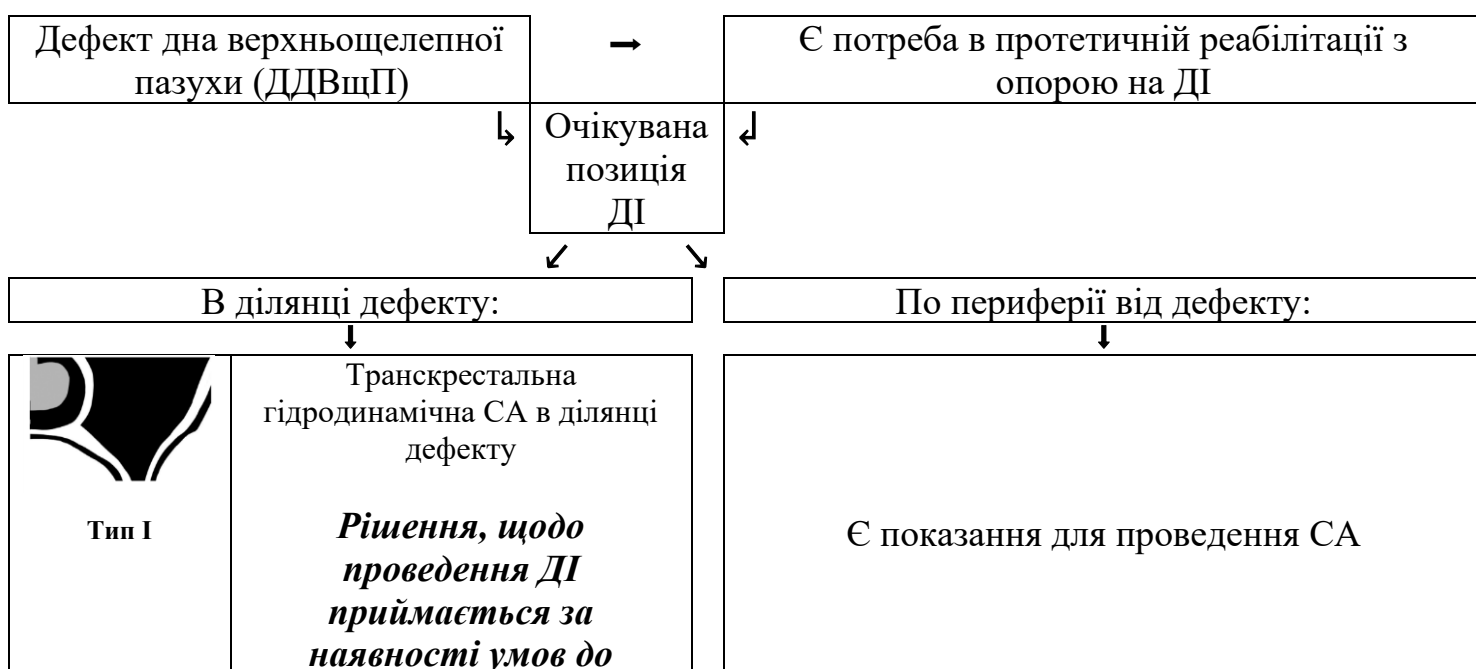 Дефект дна верхньощелепної
пазухи (ДДВщП)
→
Є потреба в протетичній реабілітації з
опорою на ДІ
↳
Очікувана
позиція
ДІ
↲
↙ ↘
В ділянці дефекту:
По периферії від дефекту:
⬇
⬇
Тип I
Транскрестальна
гідродинамічна СА в ділянці
дефекту
Рішення, щодо
проведення ДІ
приймається за
наявності умов до
Є показання для проведення СА